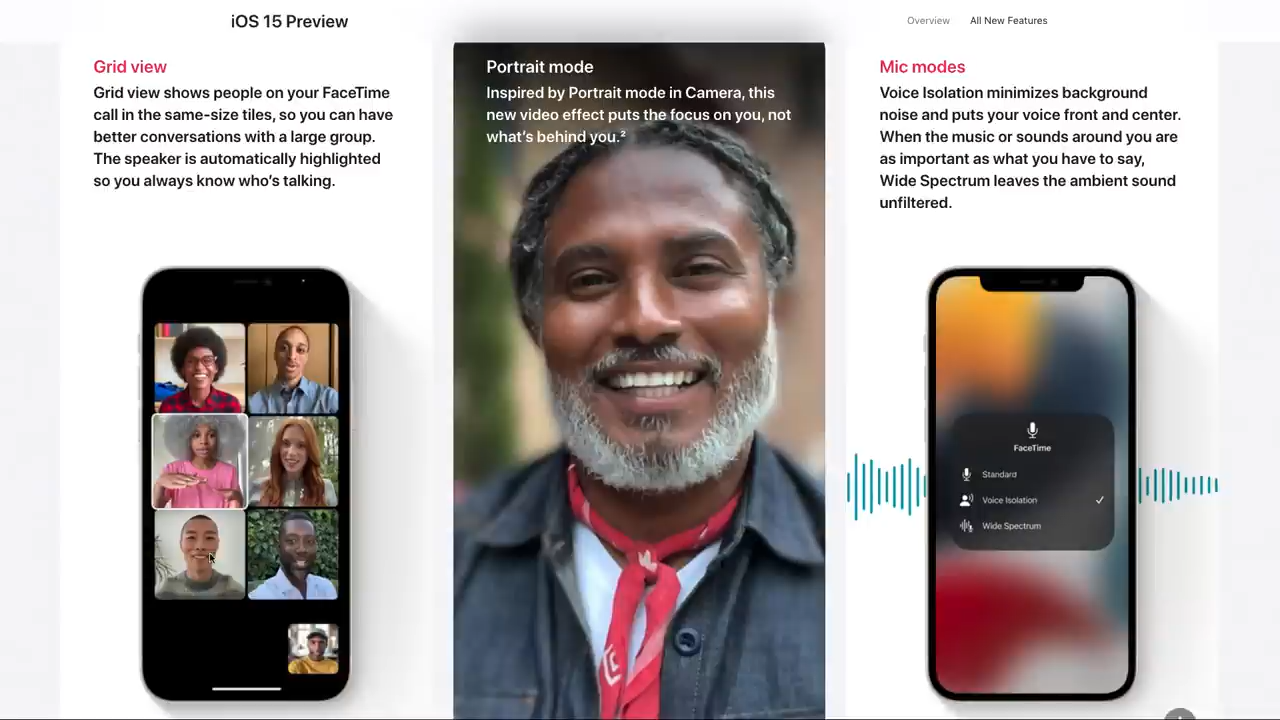 iOS 15 Preview
Overview
All New Features
Grid view
Grid view shows people on your FaceTime
call in the same-size tiles, so you can have
better conversations with a large group.
The speaker is automatically highlighted
so you always know who’s talking.
Portrait mode
Inspired by Portrait mode in Camera, this
new video effect puts the focus on you, not
what’s behind you.²
Mic modes
Voice Isolation minimizes background
noise and puts your voice front and center.
When the music or sounds around you are
as important as what you have to say,
Wide Spectrum leaves the ambient sound
unfiltered.
FaceTime
Standard
Voice Isolation
Wide Spectrum